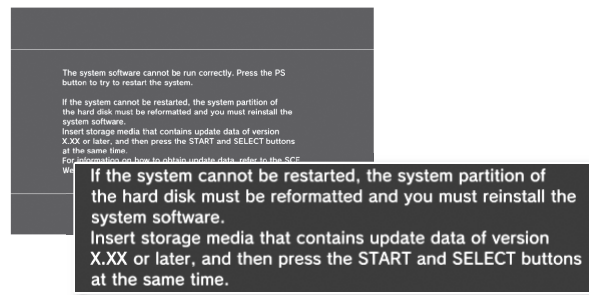 The system software cannot be run correctly. Press the PS
button to try to restart the system.
If the system cannot be restarted, the system partition of
the hard disk must be reformatted and you must reinstall the
system software.
Insert storage media that contains update data of version
X.XX or later, and then press the START and SELECT buttons
at the same time.
For information on how to obtain update data, refer to the SCE
We
If the system cannot be restarted, the system partition of
the hard disk must be reformatted and you must reinstall the
system software.
Insert storage media that contains update data of version
X.XX or later, and then press the START and SELECT buttons
at the same time.